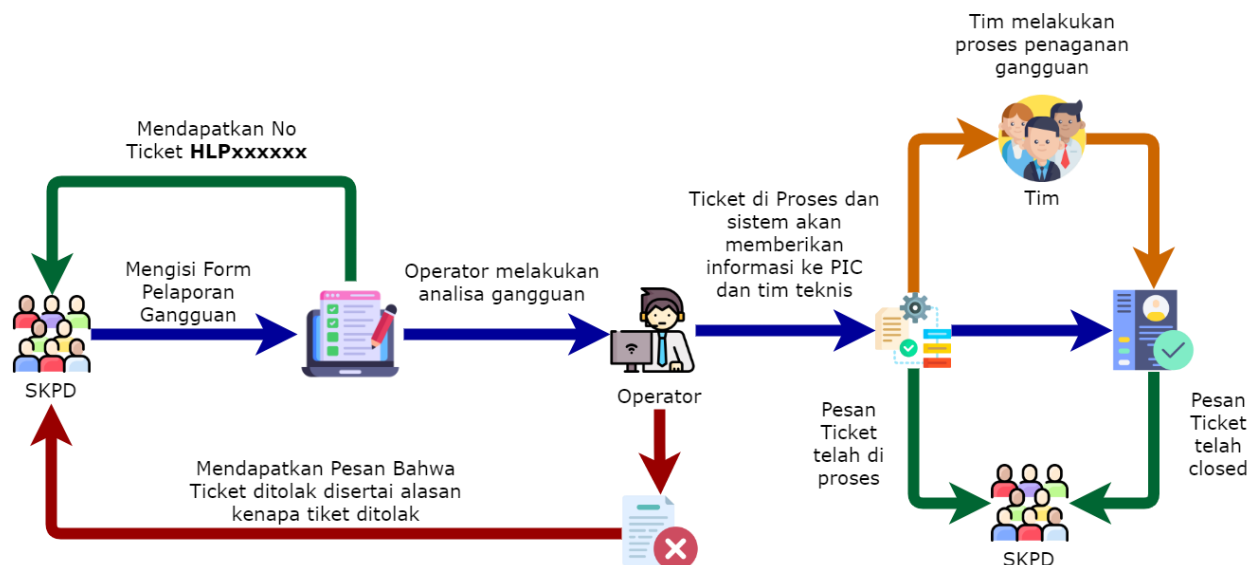 Mendapatkan No
Ticket HLPxxxxxx
Mengisi Form
Pelaporan
Gangguan
SKPD
Operator melakukan
analisa gangguan
Operator
Mendapatkan Pesan Bahwa
Ticket ditolak disertai alasan
kenapa tiket ditolak
Ticket di Proses dan
sistem akan
memberikan
informasi ke PIC
dan tim teknis
Tim melakukan
proses penaganan
gangguan
Tim
Pesan
Ticket
telah di
proses
Pesan
Ticket
telah
closed
SKPD